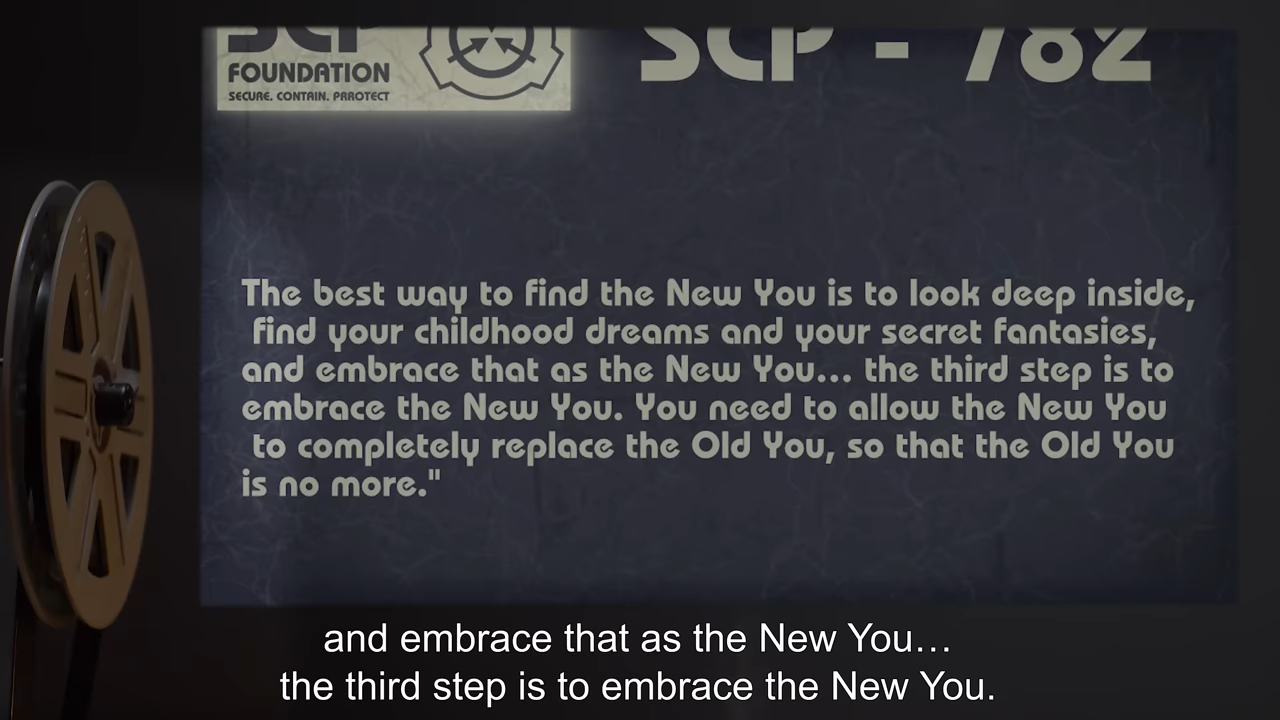 SCP
FOUNDATION
SECURE. CONTAIN. PRROTECT
SCP - 782
The best way to find the New You is to look deep inside,
find your childhood dreams and your secret fantasies,
and embrace that as the New You... the third step is to
embrace the New You. You need to allow the New You
to completely replace the Old You, so that the Old You
is no more."
and embrace that as the New You…
the third step is to embrace the New You.